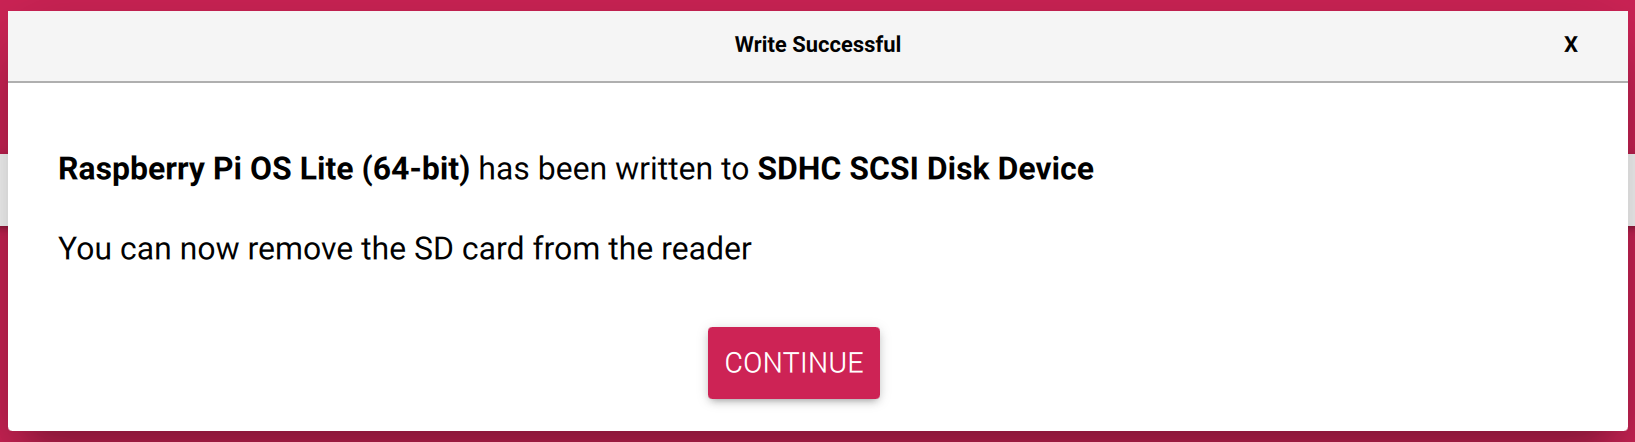 Write Successful
X
Raspberry Pi OS Lite (64-bit) has been written to SDHC SCSI Disk Device
You can now remove the SD card from the reader
CONTINUE